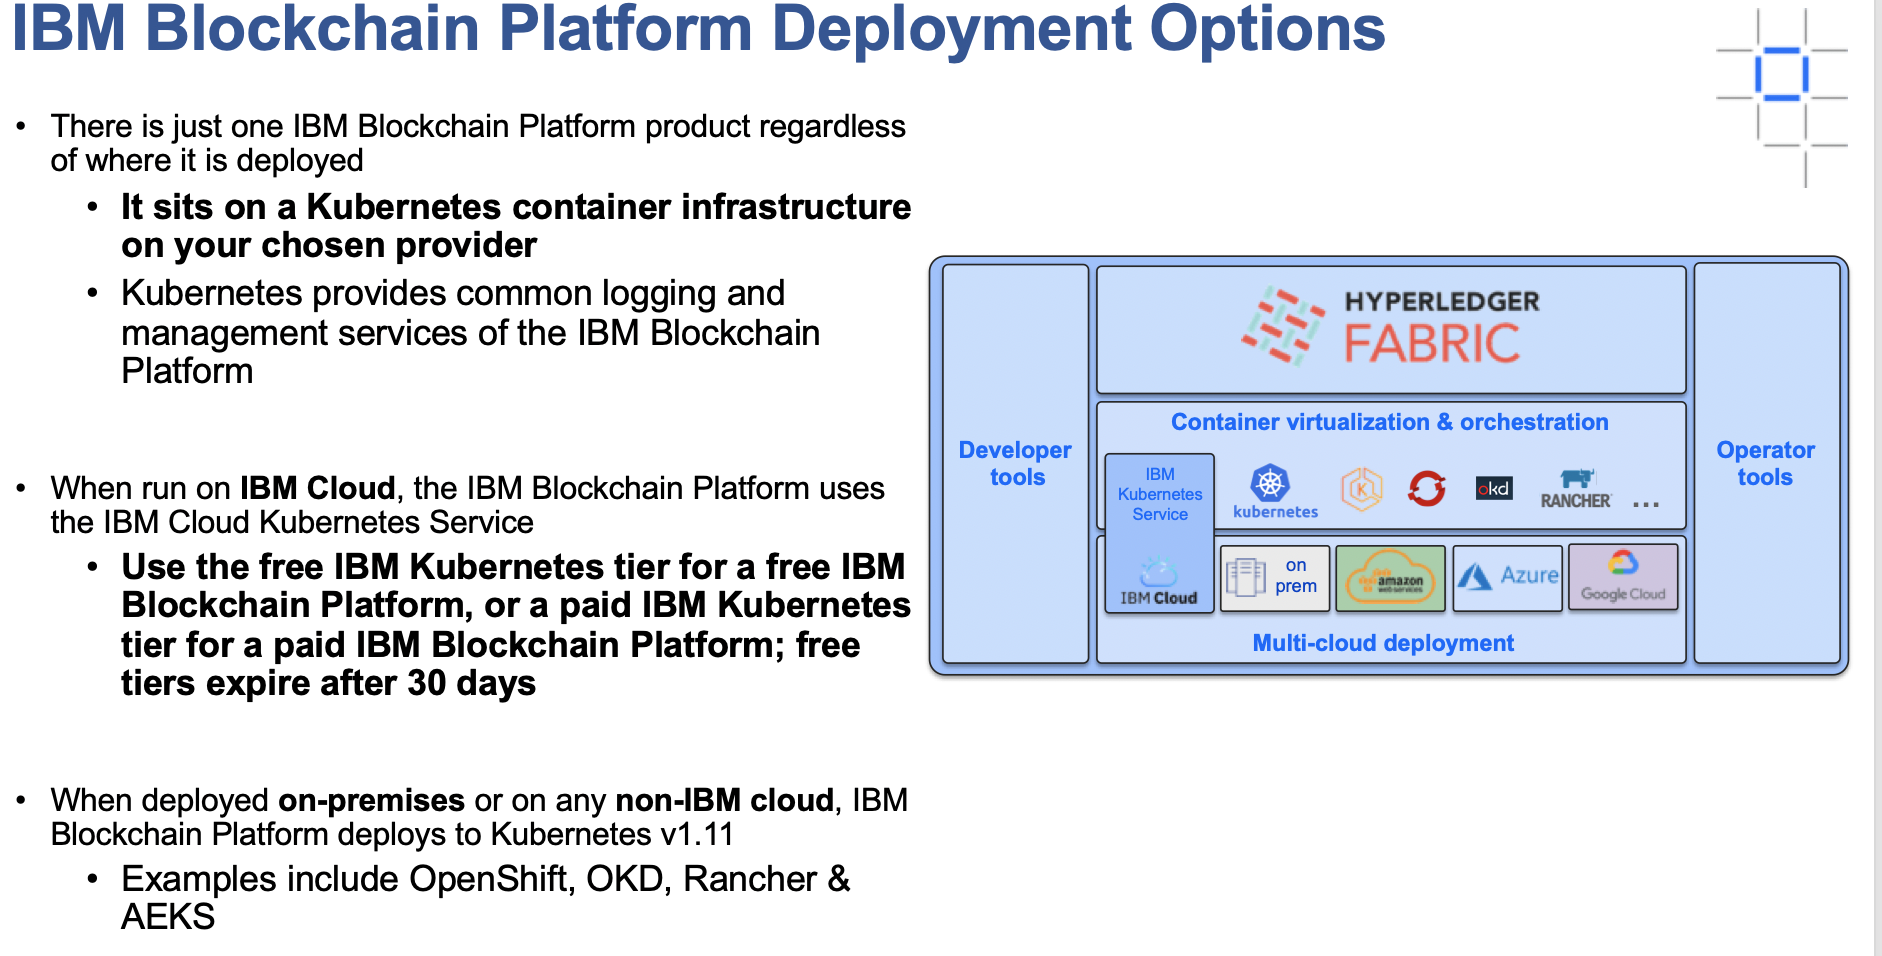 IBM Blockchain Platform Deployment Options
• There is just one IBM Blockchain Platform product regardless
of where it is deployed
• It sits on a Kubernetes container infrastructure
on your chosen provider
• Kubernetes provides common logging and
management services of the IBM Blockchain
Platform
• When run on IBM Cloud, the IBM Blockchain Platform uses
the IBM Cloud Kubernetes Service
• Use the free IBM Kubernetes tier for a free IBM
Blockchain Platform, or a paid IBM Kubernetes
tier for a paid IBM Blockchain Platform; free
tiers expire after 30 days
• When deployed on-premises or on any non-IBM cloud, IBM
Blockchain Platform deploys to Kubernetes v1.11
• Examples include OpenShift, OKD, Rancher &
AEKS
Developer
tools
HYPERLEDGER
FABRIC
Container virtualization & orchestration
IBM
Kubernetes
Service
kubernetes
K
okd
RANCHER
...
IBM Cloud
on
prem
amazon
web services
Azure
Google Cloud
Multi-cloud deployment
Operator
tools